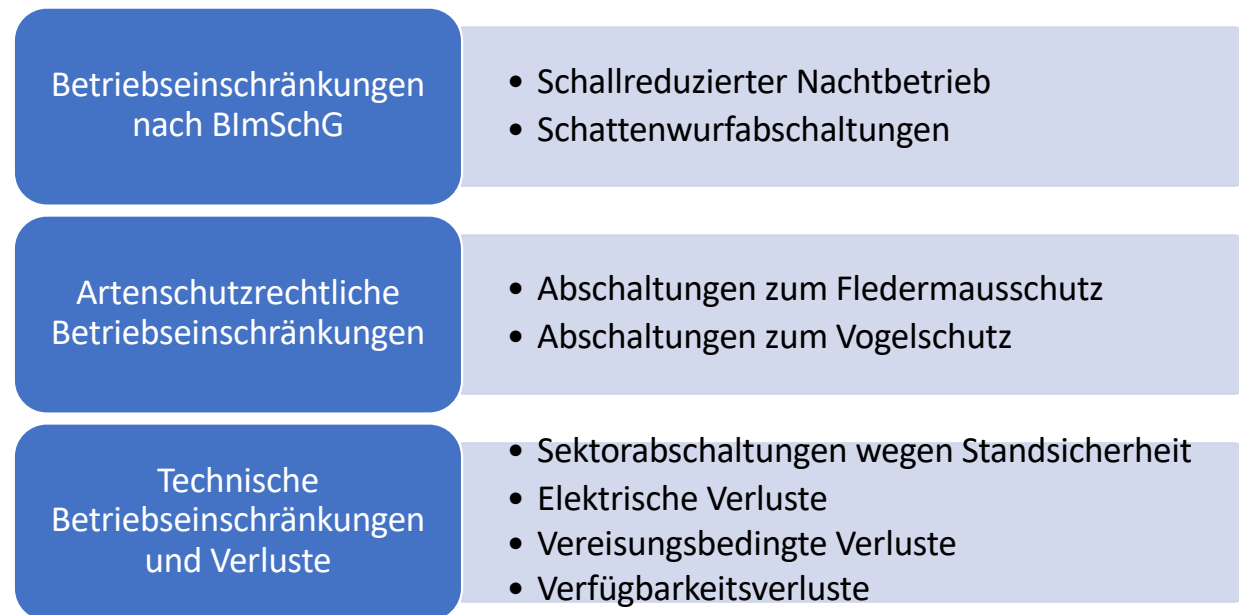 Betriebseinschränkungen
nach BImSchG
• Schallreduzierter Nachtbetrieb
• Schattenwurfabschaltungen
Artenschutzrechtliche
Betriebseinschränkungen
• Abschaltungen zum Fledermausschutz
• Abschaltungen zum Vogelschutz
Technische
Betriebseinschränkungen
und Verluste
• Sektorabschaltungen wegen Standsicherheit
• Elektrische Verluste
• Vereisungsbedingte Verluste
• Verfügbarkeitsverluste